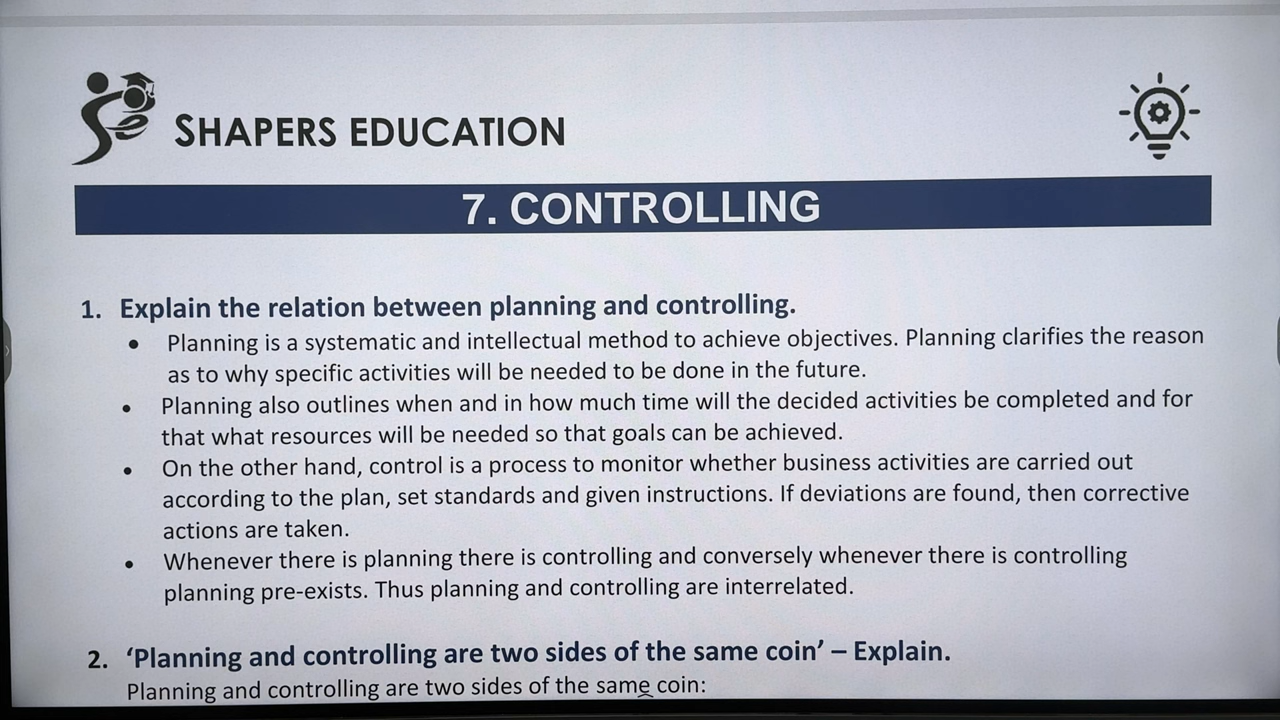 SHAPERS EDUCATION
7. CONTROLLING
1. Explain the relation between planning and controlling.
• Planning is a systematic and intellectual method to achieve objectives. Planning clarifies the reason
as to why specific activities will be needed to be done in the future.
• Planning also outlines when and in how much time will the decided activities be completed and for
that what resources will be needed so that goals can be achieved.
• On the other hand, control is a process to monitor whether business activities are carried out
according to the plan, set standards and given instructions. If deviations are found, then corrective
actions are taken.
• Whenever there is planning there is controlling and conversely whenever there is controlling
planning pre-exists. Thus planning and controlling are interrelated.
2. ‘Planning and controlling are two sides of the same coin’ – Explain.
Planning and controlling are two sides of the same coin: